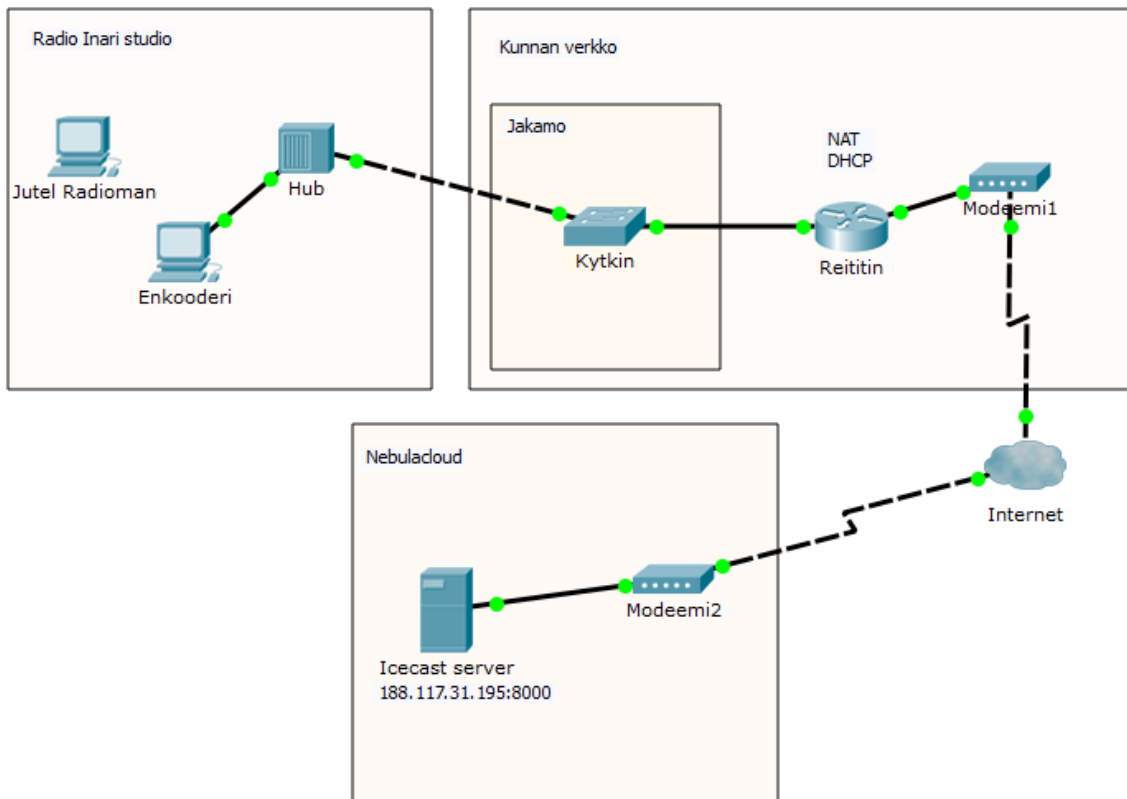 Radio Inari studio
Jutel Radioman
Hub
Enkooderi
Kunnan verkko
Jakamo
Kytkin
NAT
DHCP
Reititin
Modeemi1
Internet
Nebulacloud
Modeemi2
Icecast server
188.117.31.195:8000